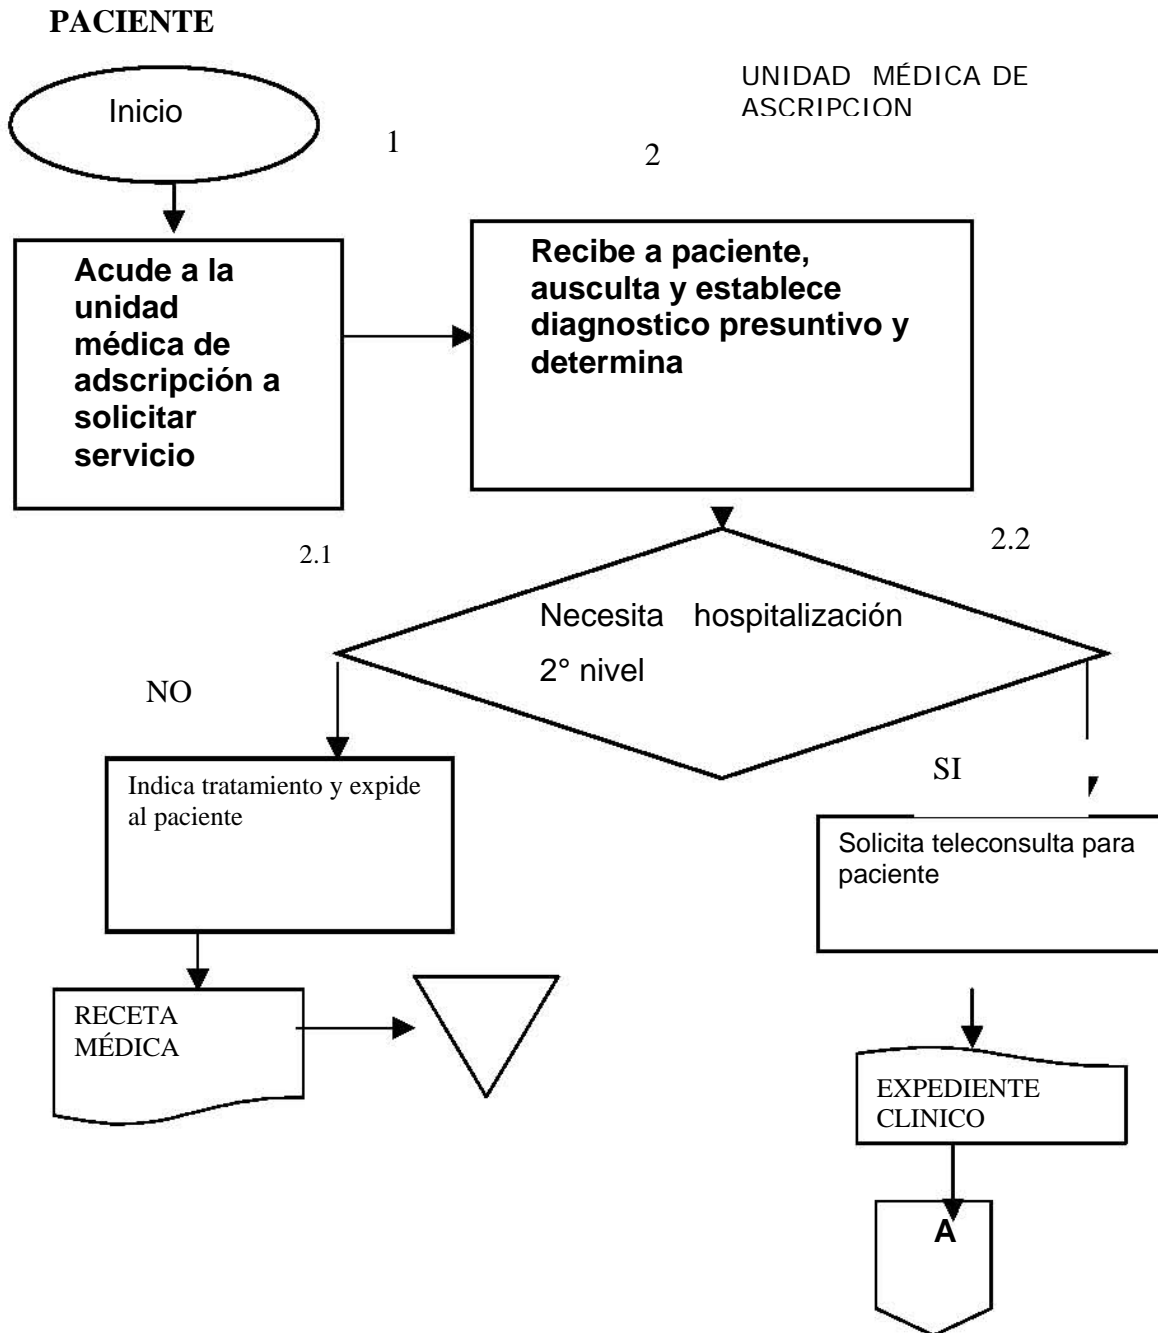 PACIENTE
UNIDAD MÉDICA DE
ASCRIPCION
Inicio
1
2
Acude a la
unidad
médica de
adscripción a
solicitar
servicio
Recibe a paciente,
ausculta y establece
diagnostico presuntivo y
determina
2.1
2.2
Necesita hospitalización
2° nivel
NO
SI
Indica tratamiento y expide
al paciente
Solicita teleconsulta para
paciente
RECETA
MÉDICA
EXPEDIENTE
CLINICO
A